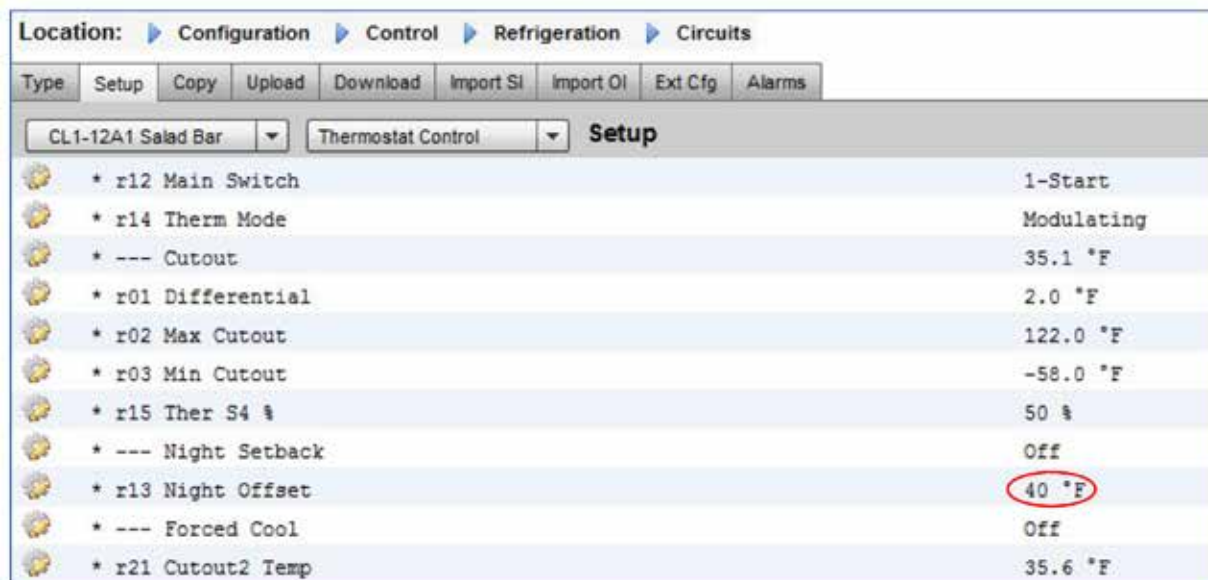 Location: Configuration Control Refrigeration Circuits
Type Setup Copy Upload Download Import SI Import OI Ext Cfg Alarms
CL1-12A1 Salad Bar Thermostat Control Setup
* r12 Main Switch 1-Start
* r14 Therm Mode Modulating
* --- Cutout 35.1 °F
* r01 Differential 2.0 °F
* r02 Max Cutout 122.0 °F
* r03 Min Cutout -58.0 °F
* r15 Ther S4 % 50 %
* --- Night Setback Off
* r13 Night Offset 40 °F
* --- Forced Cool Off
* r21 Cutout2 Temp 35.6 °F